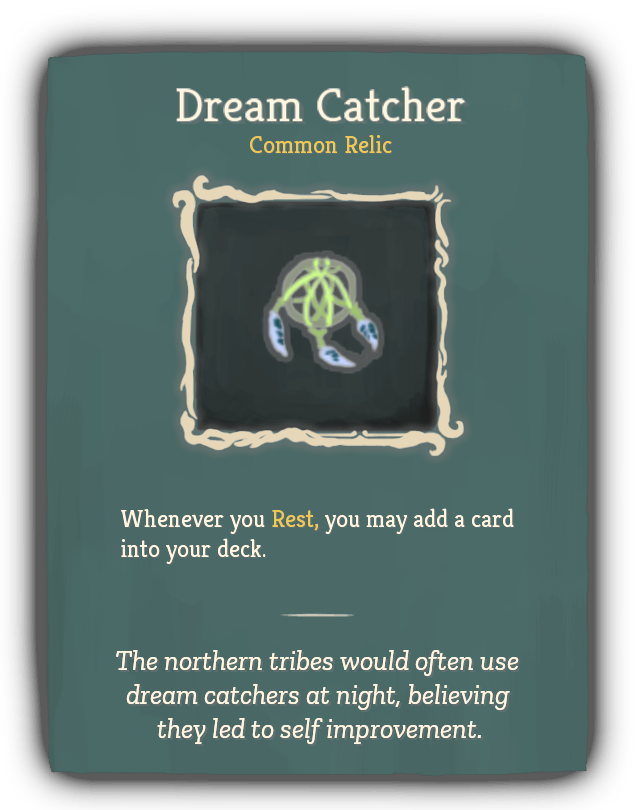 Dream Catcher
Common Relic
Whenever you Rest, you may add a card
into your deck.
The northern tribes would often use
dream catchers at night, believing
they led to self improvement.